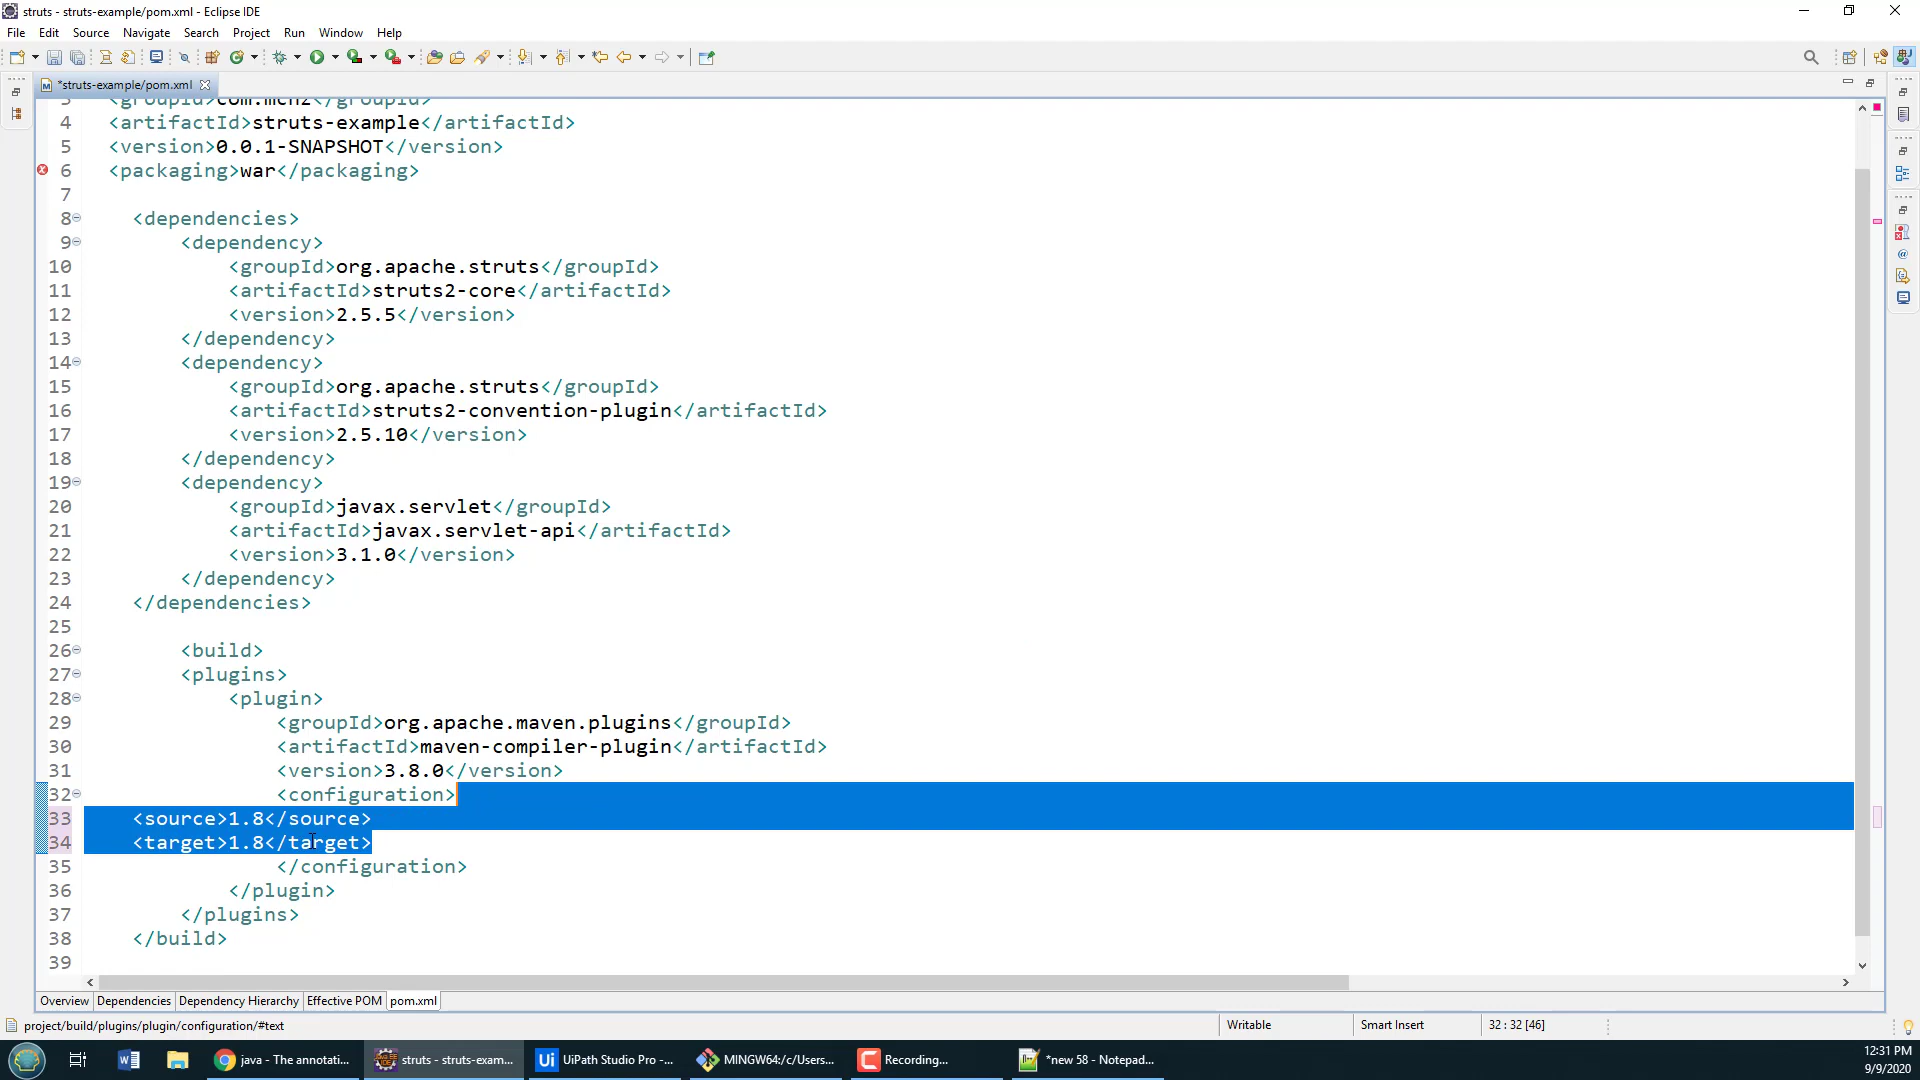 struts - struts-example/pom.xml - Eclipse IDE
File Edit Source Navigate Search Project Run Window Help
*struts-example/pom.xml
3 <groupId>com.mcnz</groupId>
4 <artifactId>struts-example</artifactId>
5 <version>0.0.1-SNAPSHOT</version>
6 <packaging>war</packaging>
7
8 <dependencies>
9 <dependency>
10 <groupId>org.apache.struts</groupId>
11 <artifactId>struts2-core</artifactId>
12 <version>2.5.5</version>
13 </dependency>
14 <dependency>
15 <groupId>org.apache.struts</groupId>
16 <artifactId>struts2-convention-plugin</artifactId>
17 <version>2.5.10</version>
18 </dependency>
19 <dependency>
20 <groupId>javax.servlet</groupId>
21 <artifactId>javax.servlet-api</artifactId>
22 <version>3.1.0</version>
23 </dependency>
24 </dependencies>
25
26 <build>
27 <plugins>
28 <plugin>
29 <groupId>org.apache.maven.plugins</groupId>
30 <artifactId>maven-compiler-plugin</artifactId>
31 <version>3.8.0</version>
32 <configuration>
33 <source>1.8</source>
34 <target>1.8</target>
35 </configuration>
36 </plugin>
37 </plugins>
38 </build>
39
Overview Dependencies Dependency Hierarchy Effective POM pom.xml
project/build/plugins/plugin/configuration/#text Writable Smart Insert 32 : 32 [46]
java - The annotati... struts - struts-exam... UiPath Studio Pro -... MINGW64:/c/Users... Recording... *new 58 - Notepad...
12:31 PM
9/9/2020